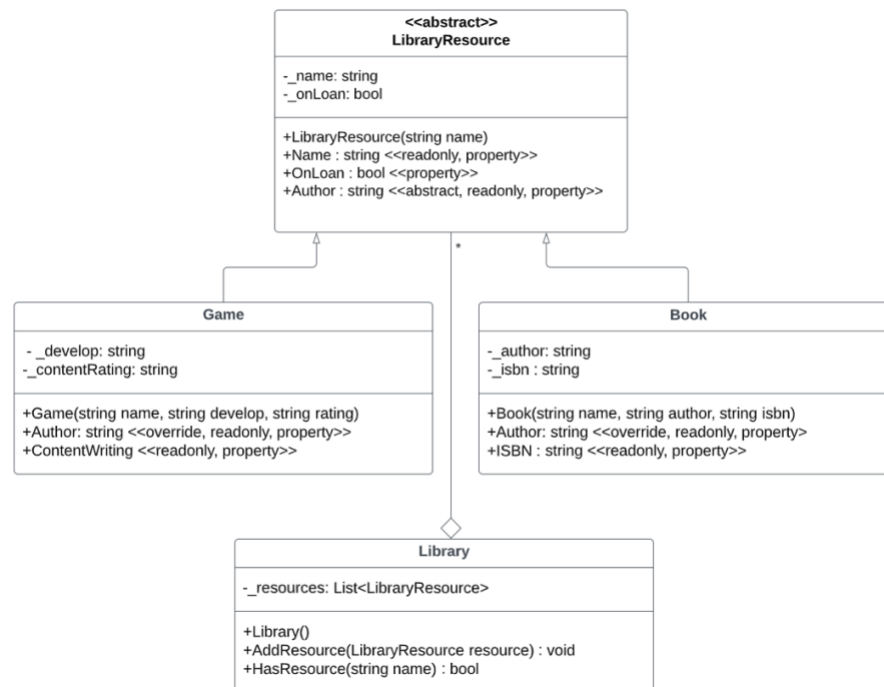 <<abstract>>
LibraryResource
-_name: string
-_onLoan: bool
+LibraryResource(string name)
+Name : string <<readonly, property>>
+OnLoan : bool <<property>>
+Author : string <<abstract, readonly, property>>
*
Game
- _develop: string
-_contentRating: string
+Game(string name, string develop, string rating)
+Author: string <<override, readonly, property>>
+ContentWriting <<readonly, property>>
Book
-_author: string
-_isbn : string
+Book(string name, string author, string isbn)
+Author: string <<override, readonly, property>
+ISBN : string <<readonly, property>>
Library
-_resources: List<LibraryResource>
+Library()
+AddResource(LibraryResource resource) : void
+HasResource(string name) : bool